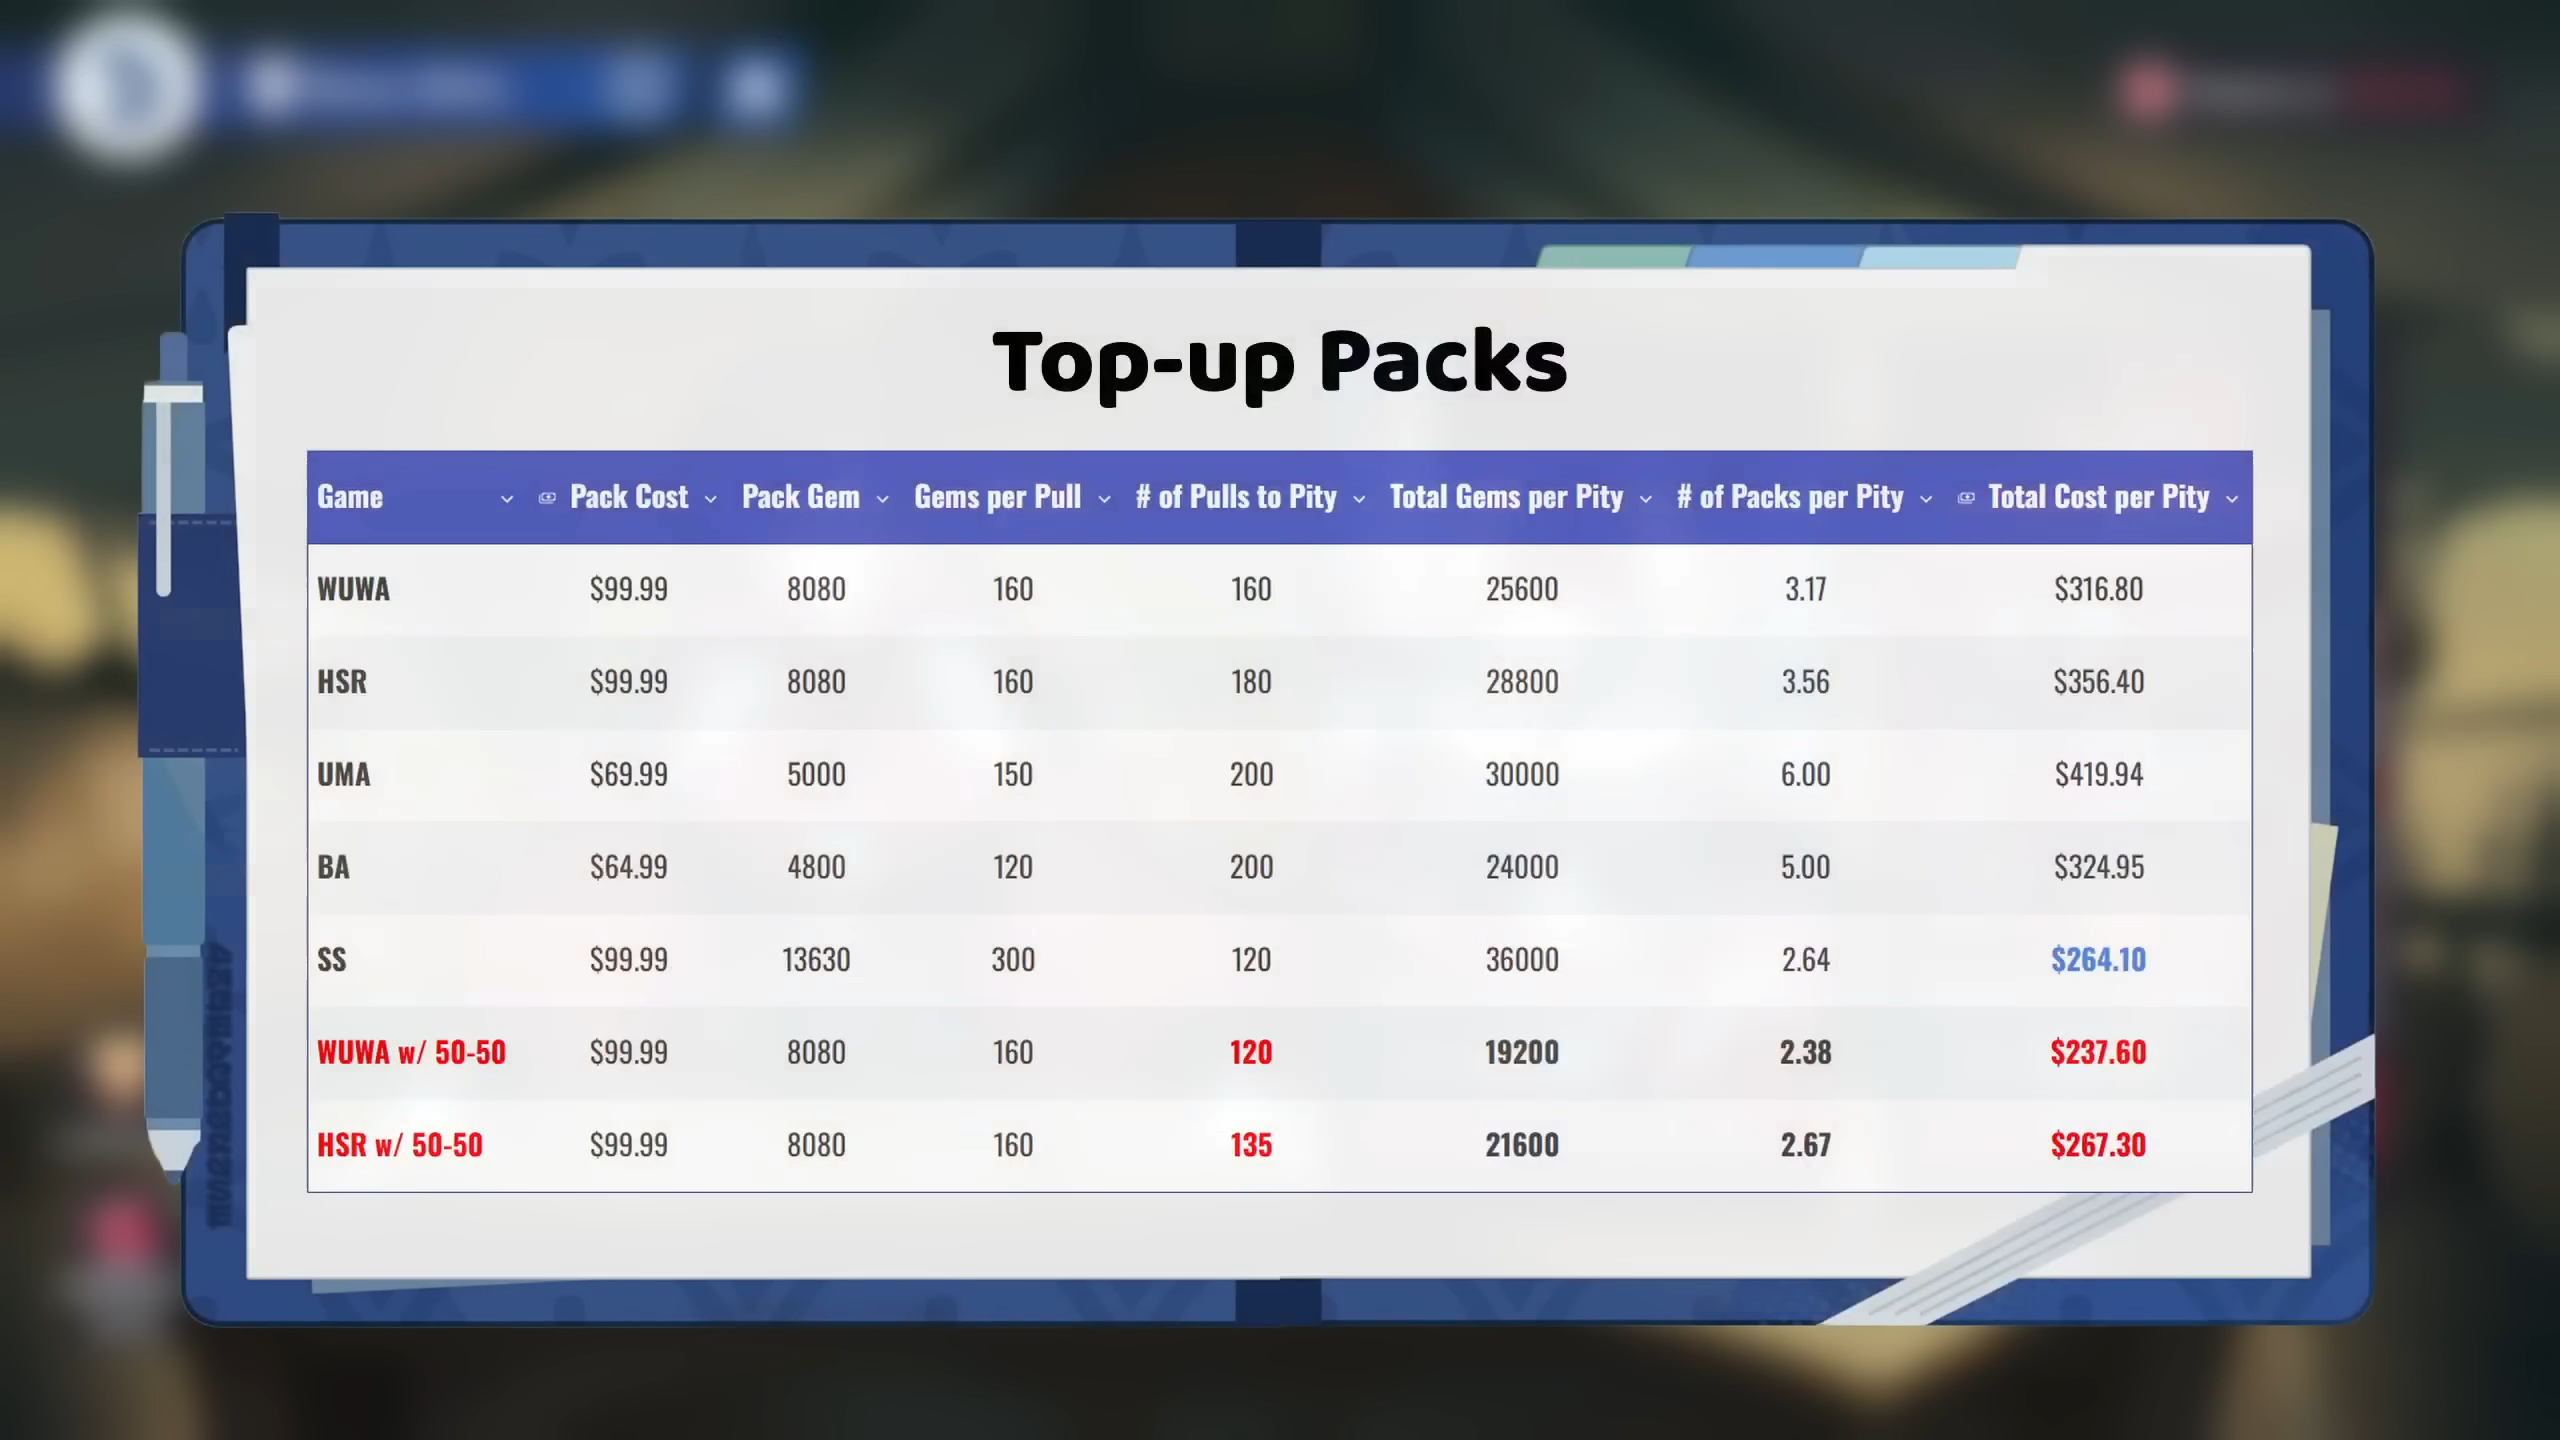 Top-up Packs
Game Pack Cost Pack Gem Gems per Pull # of Pulls to Pity Total Gems per Pity # of Packs per Pity Total Cost per Pity
WUWA $99.99 8080 160 160 25600 3.17 $316.80
HSR $99.99 8080 160 180 28800 3.56 $356.40
UMA $69.99 5000 150 200 30000 6.00 $419.94
BA $64.99 4800 120 200 24000 5.00 $324.95
SS $99.99 13630 300 120 36000 2.64 $264.10
WUWA w/ 50-50 $99.99 8080 160 120 19200 2.38 $237.60
HSR w/ 50-50 $99.99 8080 160 135 21600 2.67 $267.30